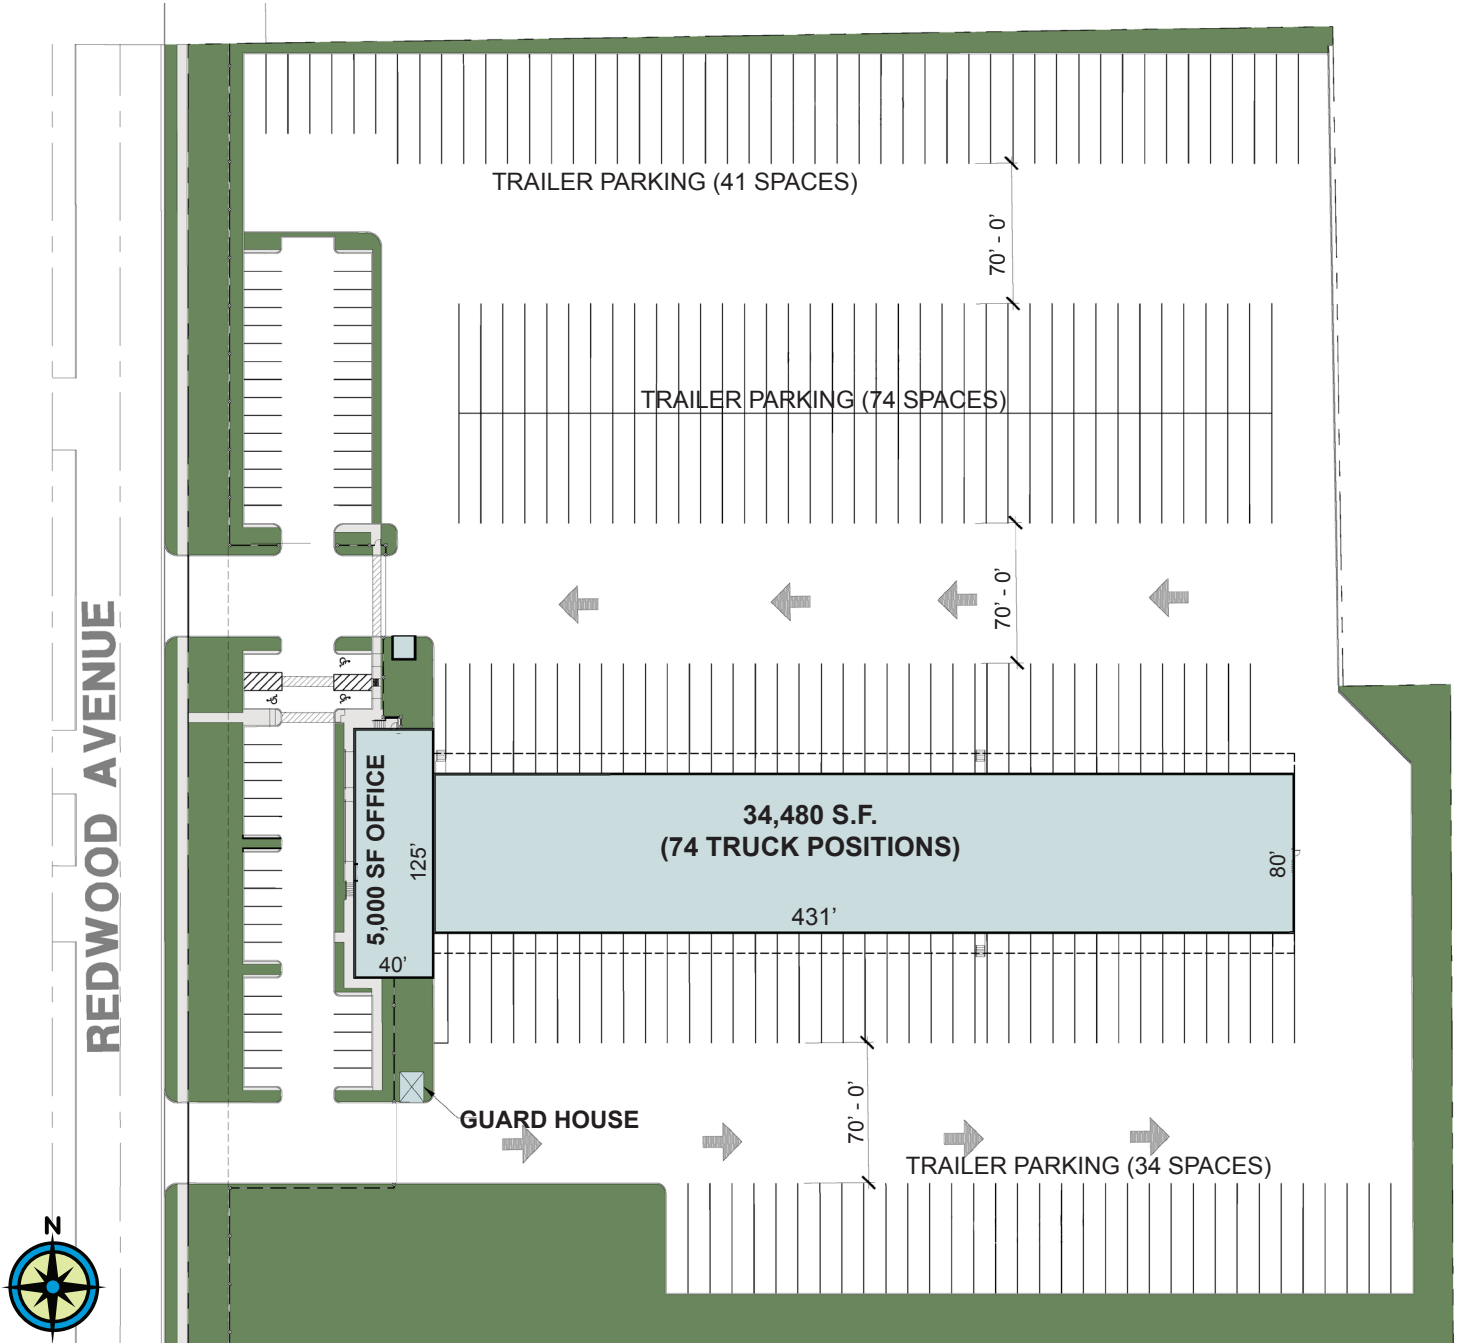 TRAILER PARKING (41 SPACES)
70' - 0'
TRAILER PARKING (74 SPACES)
70' - 0'
REDWOOD AVENUE
5,000 SF OFFICE
125'
40'
34,480 S.F.
(74 TRUCK POSITIONS)
80'
431'
GUARD HOUSE
70' - 0'
TRAILER PARKING (34 SPACES)
N